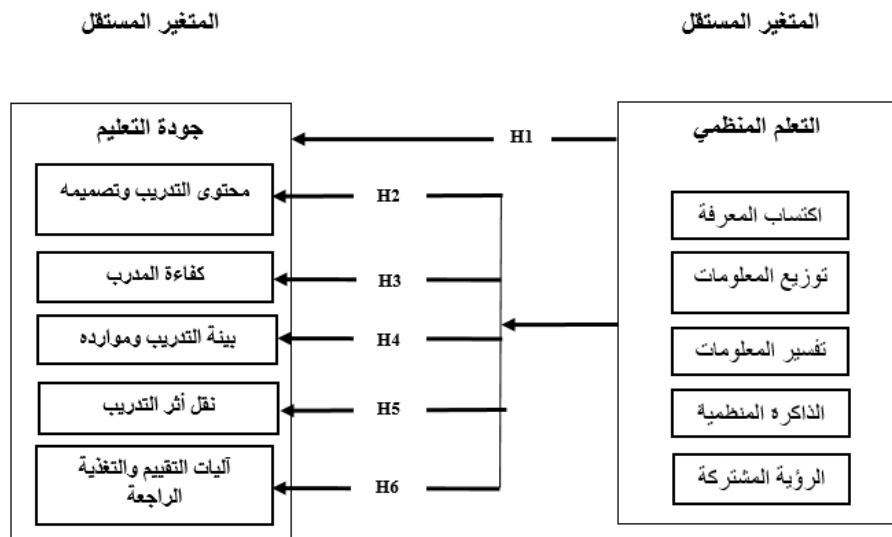 المتغير المستقل
التعلم المنظمي
اكتساب المعرفة
توزيع المعلومات
تفسير المعلومات
الذاكرة المنظمية
الرؤية المشتركة
H1
H2
H3
H4
H5
H6
المتغير المستقل
جودة التعليم
محتوى التدريب وتصميمه
كفاءة المدرب
بيئة التدريب وموارده
نقل أثر التدريب
آليات التقييم والتغذية
الراجعة